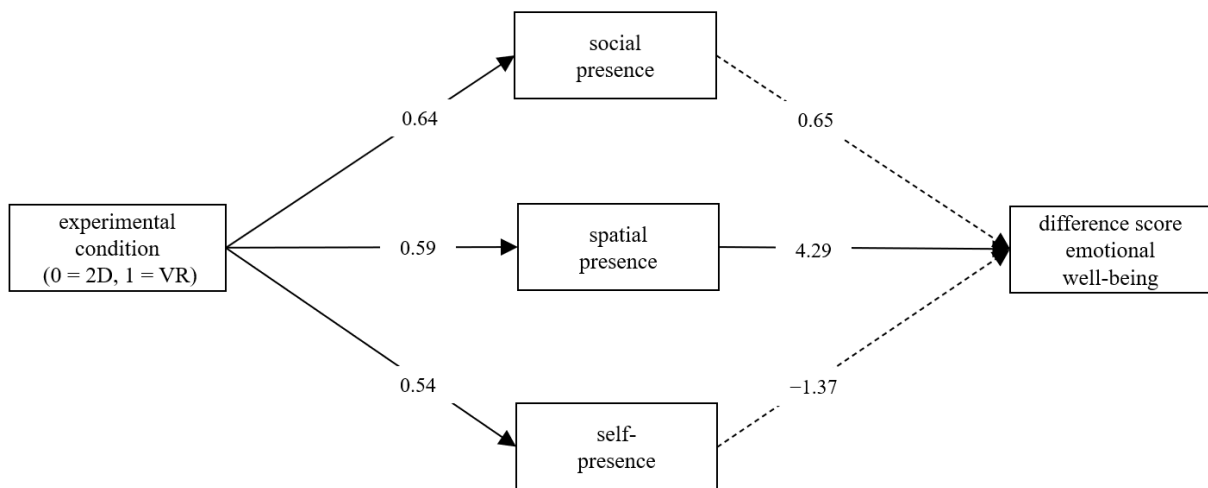 social
presence
0.64
0.65
experimental
condition
(0 = 2D, 1 = VR)
0.59
spatial
presence
4.29
difference score
emotional
well-being
0.54
−1.37
self-
presence